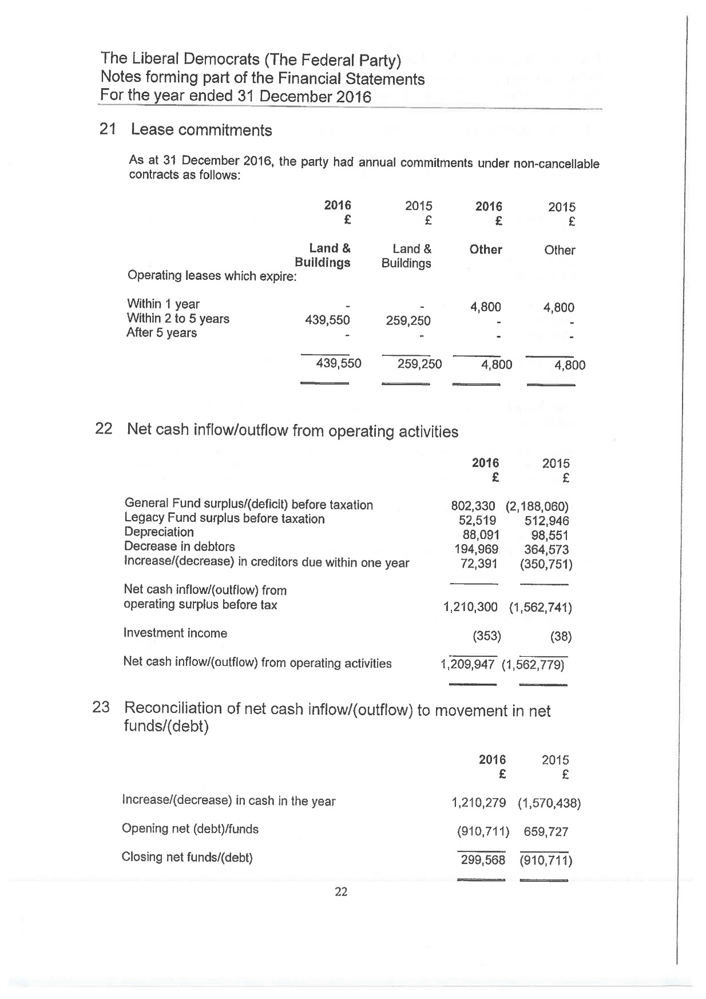 The Liberal Democrats (The Federal Party)
Notes forming part of the Financial Statements
For the year ended 31 December 2016
21 Lease commitments
As at 31 December 2016, the party had annual commitments under non-cancellable
contracts as follows:
2016 2015 2016 2015
£ £ £ £
Land & Land & Other Other
Buildings Buildings
Operating leases which expire:
Within 1 year - - 4,800 4,800
Within 2 to 5 years 439,550 259,250 - -
After 5 years - - - -
439,550 259,250 4,800 4,800
22 Net cash inflow/outflow from operating activities
2016 2015
£ £
General Fund surplus/(deficit) before taxation 802,330 (2,188,060)
Legacy Fund surplus before taxation 52,519 512,946
Depreciation 88,091 98,551
Decrease in debtors 194,969 364,573
Increase/(decrease) in creditors due within one year 72,391 (350,751)
Net cash inflow/(outflow) from
operating surplus before tax 1,210,300 (1,562,741)
Investment income (353) (38)
Net cash inflow/(outflow) from operating activities 1,209,947 (1,562,779)
23 Reconciliation of net cash inflow/(outflow) to movement in net
funds/(debt)
2016 2015
£ £
Increase/(decrease) in cash in the year 1,210,279 (1,570,438)
Opening net (debt)/funds (910,711) 659,727
Closing net funds/(debt) 299,568 (910,711)
22